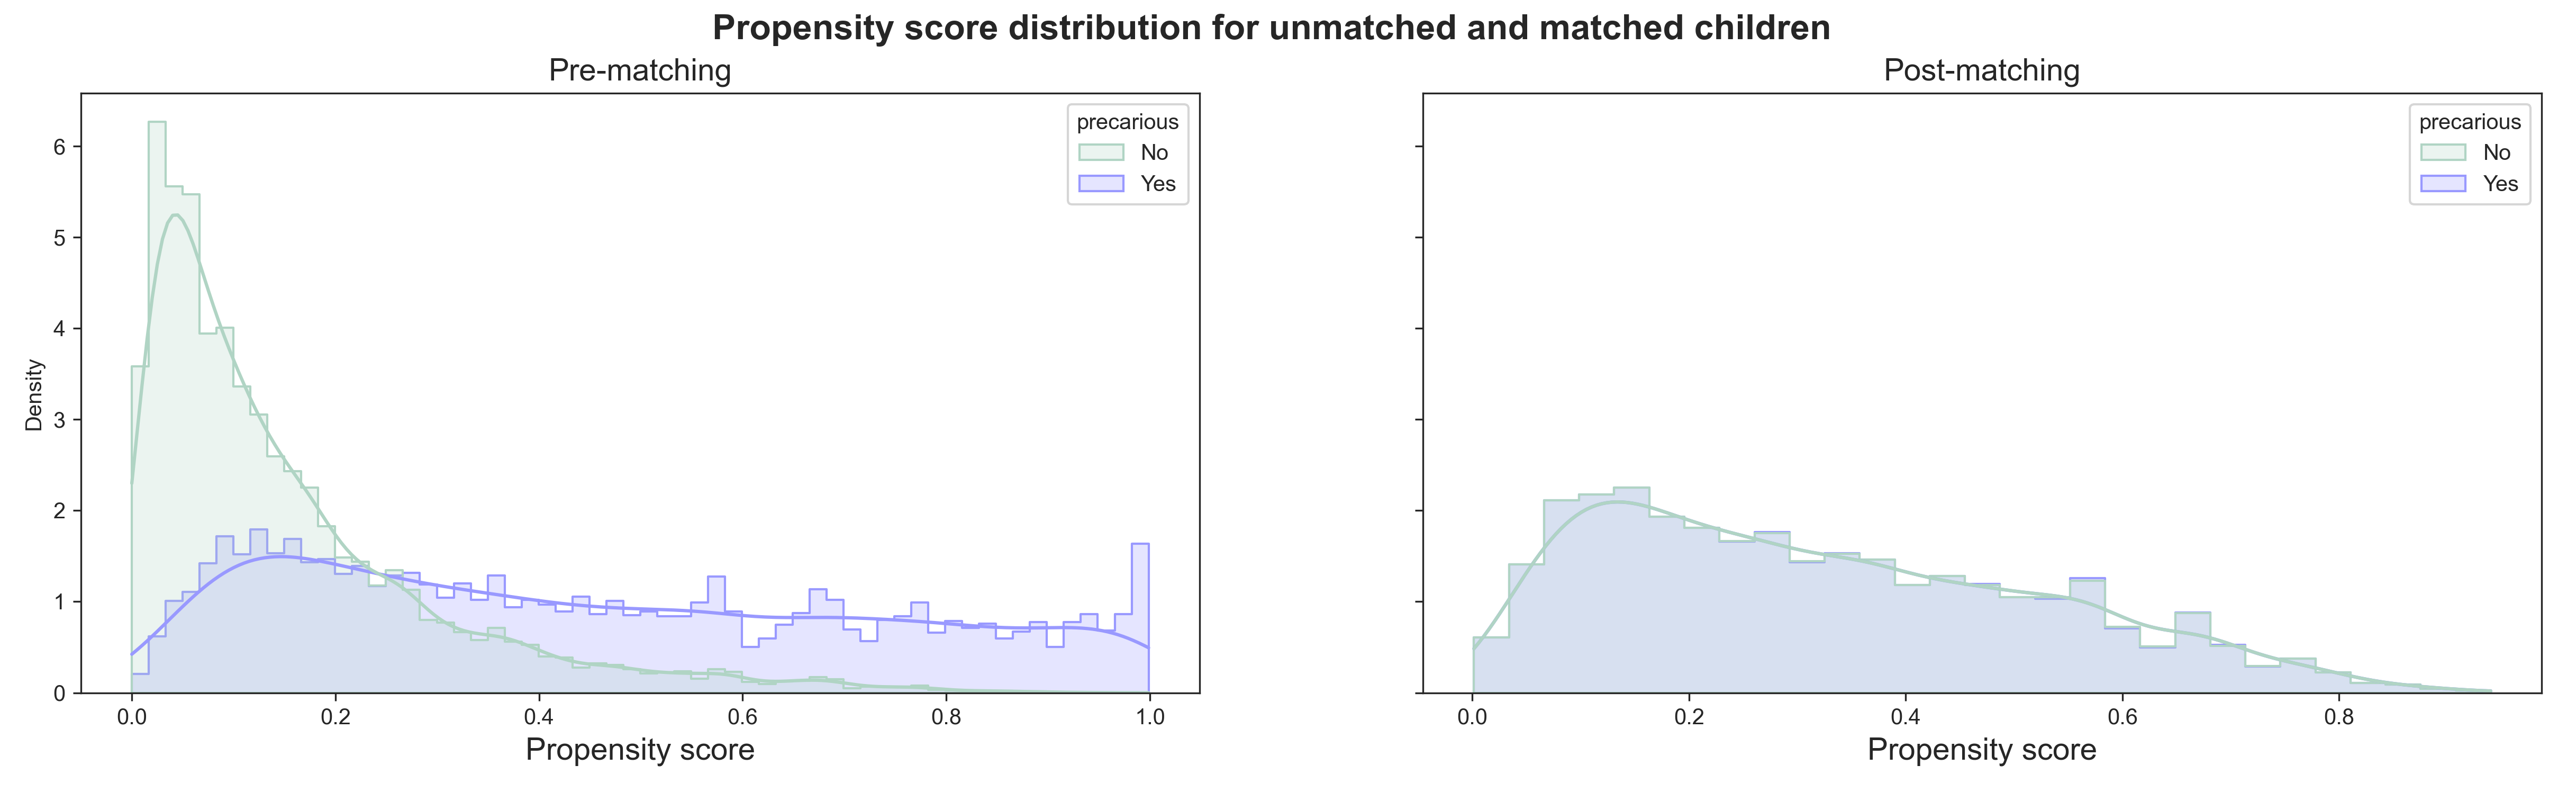 Propensity score distribution for unmatched and matched children
Pre-matching
precarious
No
Yes
6
5
4
3
2
1
0
Density
0.0 0.2 0.4 0.6 0.8 1.0
Propensity score
Post-matching
precarious
No
Yes
0.0 0.2 0.4 0.6 0.8
Propensity score